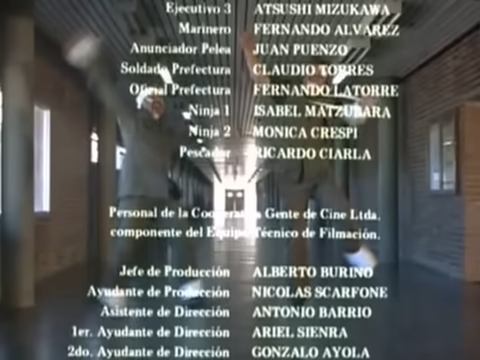 Ejecutivo 3 ATSUSHI MIZUKAWA
Marinero FERNANDO ALVAREZ
Anunciador Pelea JUAN PUENZO
Soldado Prefectura CLAUDIO TORRES
Oficial Prefectura FERNANDO LATORRE
Ninja 1 ISABEL MATZUBARA
Ninja 2 MONICA CRESPI
Pescador RICARDO CIARLA
Personal de la Cooperativa Gente de Cine Ltda.
componente del Equipo Técnico de Filmación.
Jefe de Producción ALBERTO BURINO
Ayudante de Producción NICOLAS SCARFONE
Asistente de Dirección ANTONIO BARRIO
1er. Ayudante de Dirección ARIEL SIENRA
2do. Ayudante de Dirección GONZALO AYOLA